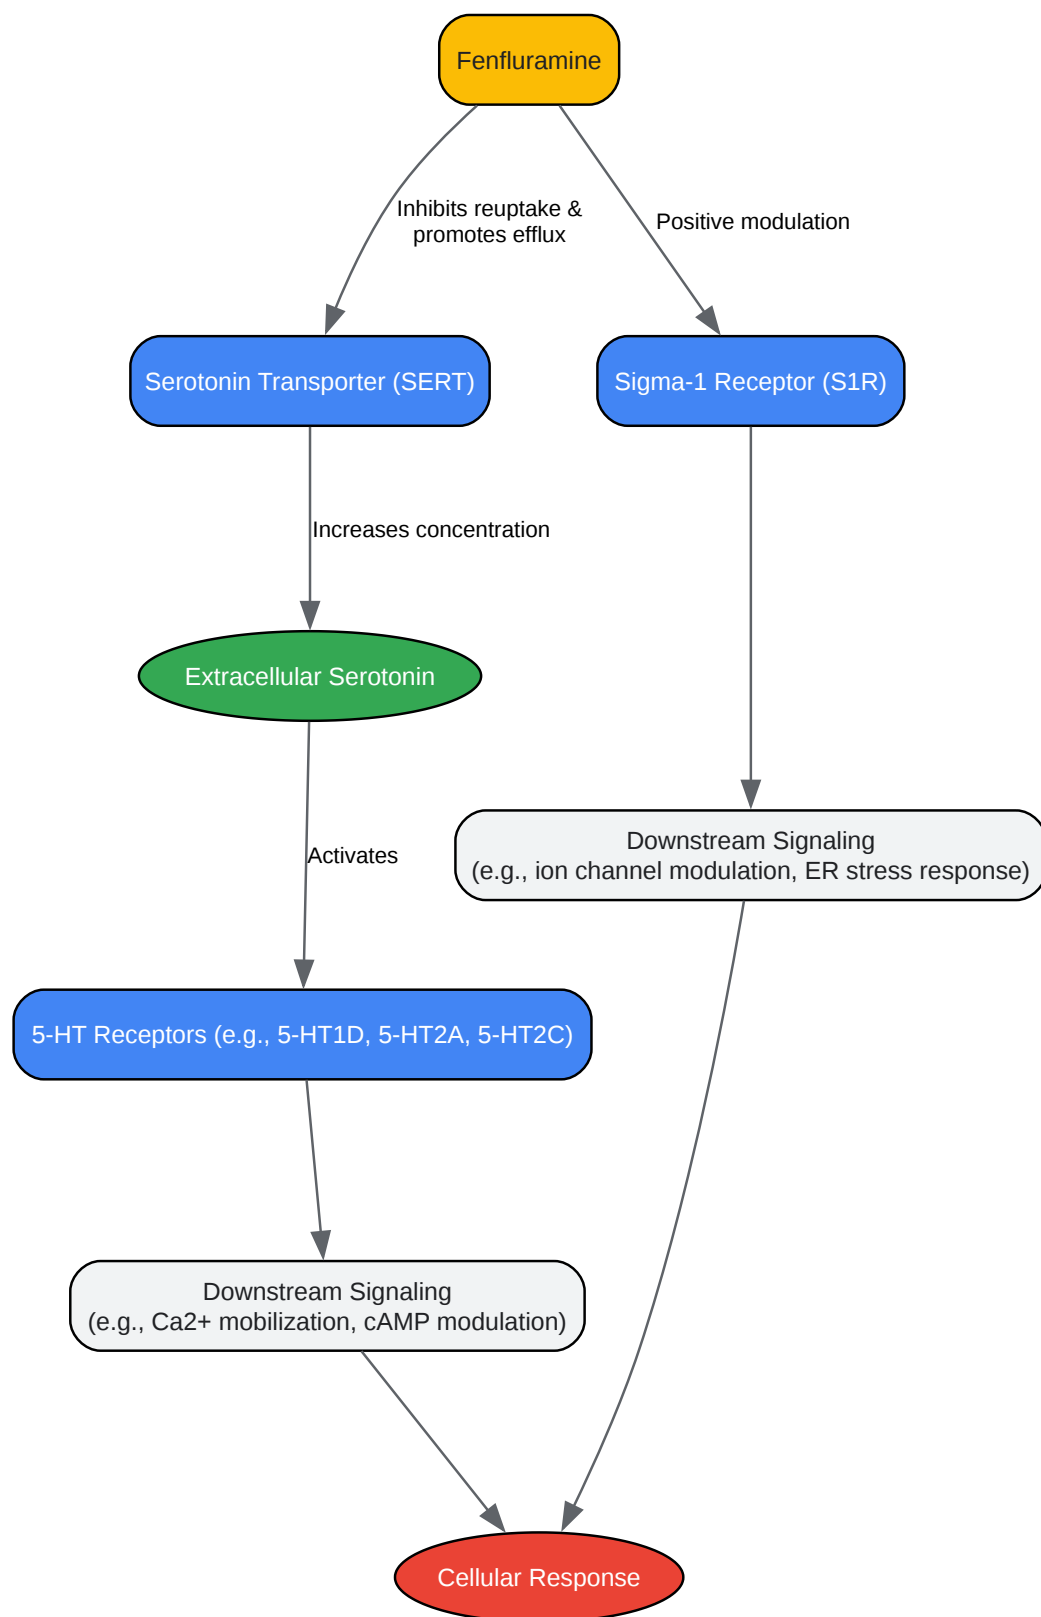 Fenfluramine
Inhibits reuptake &
promotes efflux
Positive modulation
Serotonin Transporter (SERT)
Sigma-1 Receptor (S1R)
Increases concentration
Extracellular Serotonin
Downstream Signaling
(e.g., ion channel modulation, ER stress response)
Activates
5-HT Receptors (e.g., 5-HT1D, 5-HT2A, 5-HT2C)
Downstream Signaling
(e.g., Ca2+ mobilization, cAMP modulation)
Cellular Response